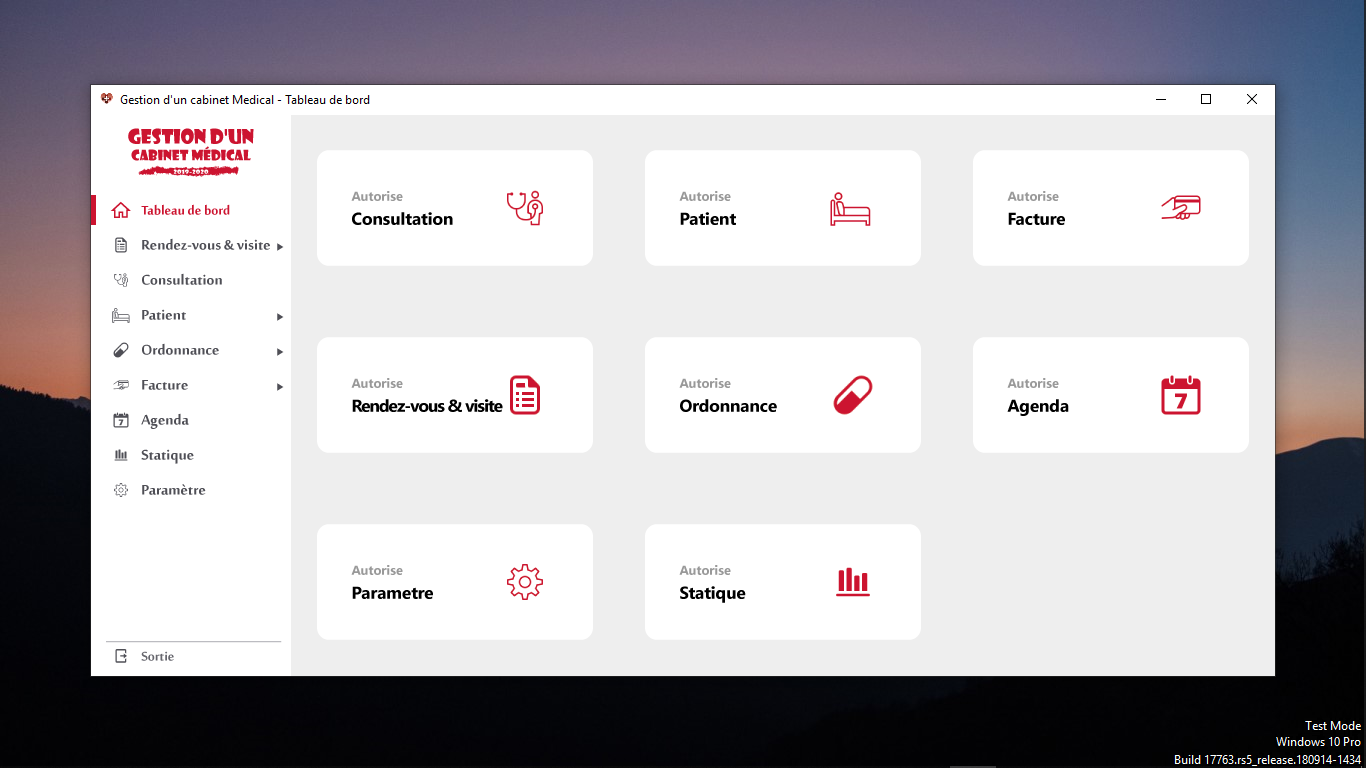 Gestion d'un cabinet Medical - Tableau de bord
GESTION D'UN
CABINET MÉDICAL
2019-2020
Tableau de bord
Rendez-vous & visite
Consultation
Patient
Ordonnance
Facture
Agenda
7
Statique
Paramètre
Sortie
Autorise
Consultation
Autorise
Patient
Autorise
Facture
Autorise
Rendez-vous & visite
Autorise
Ordonnance
Autorise
Agenda
7
Autorise
Parametre
Autorise
Statique
Test Mode
Windows 10 Pro
Build 17763.rs5_release.180914-1434